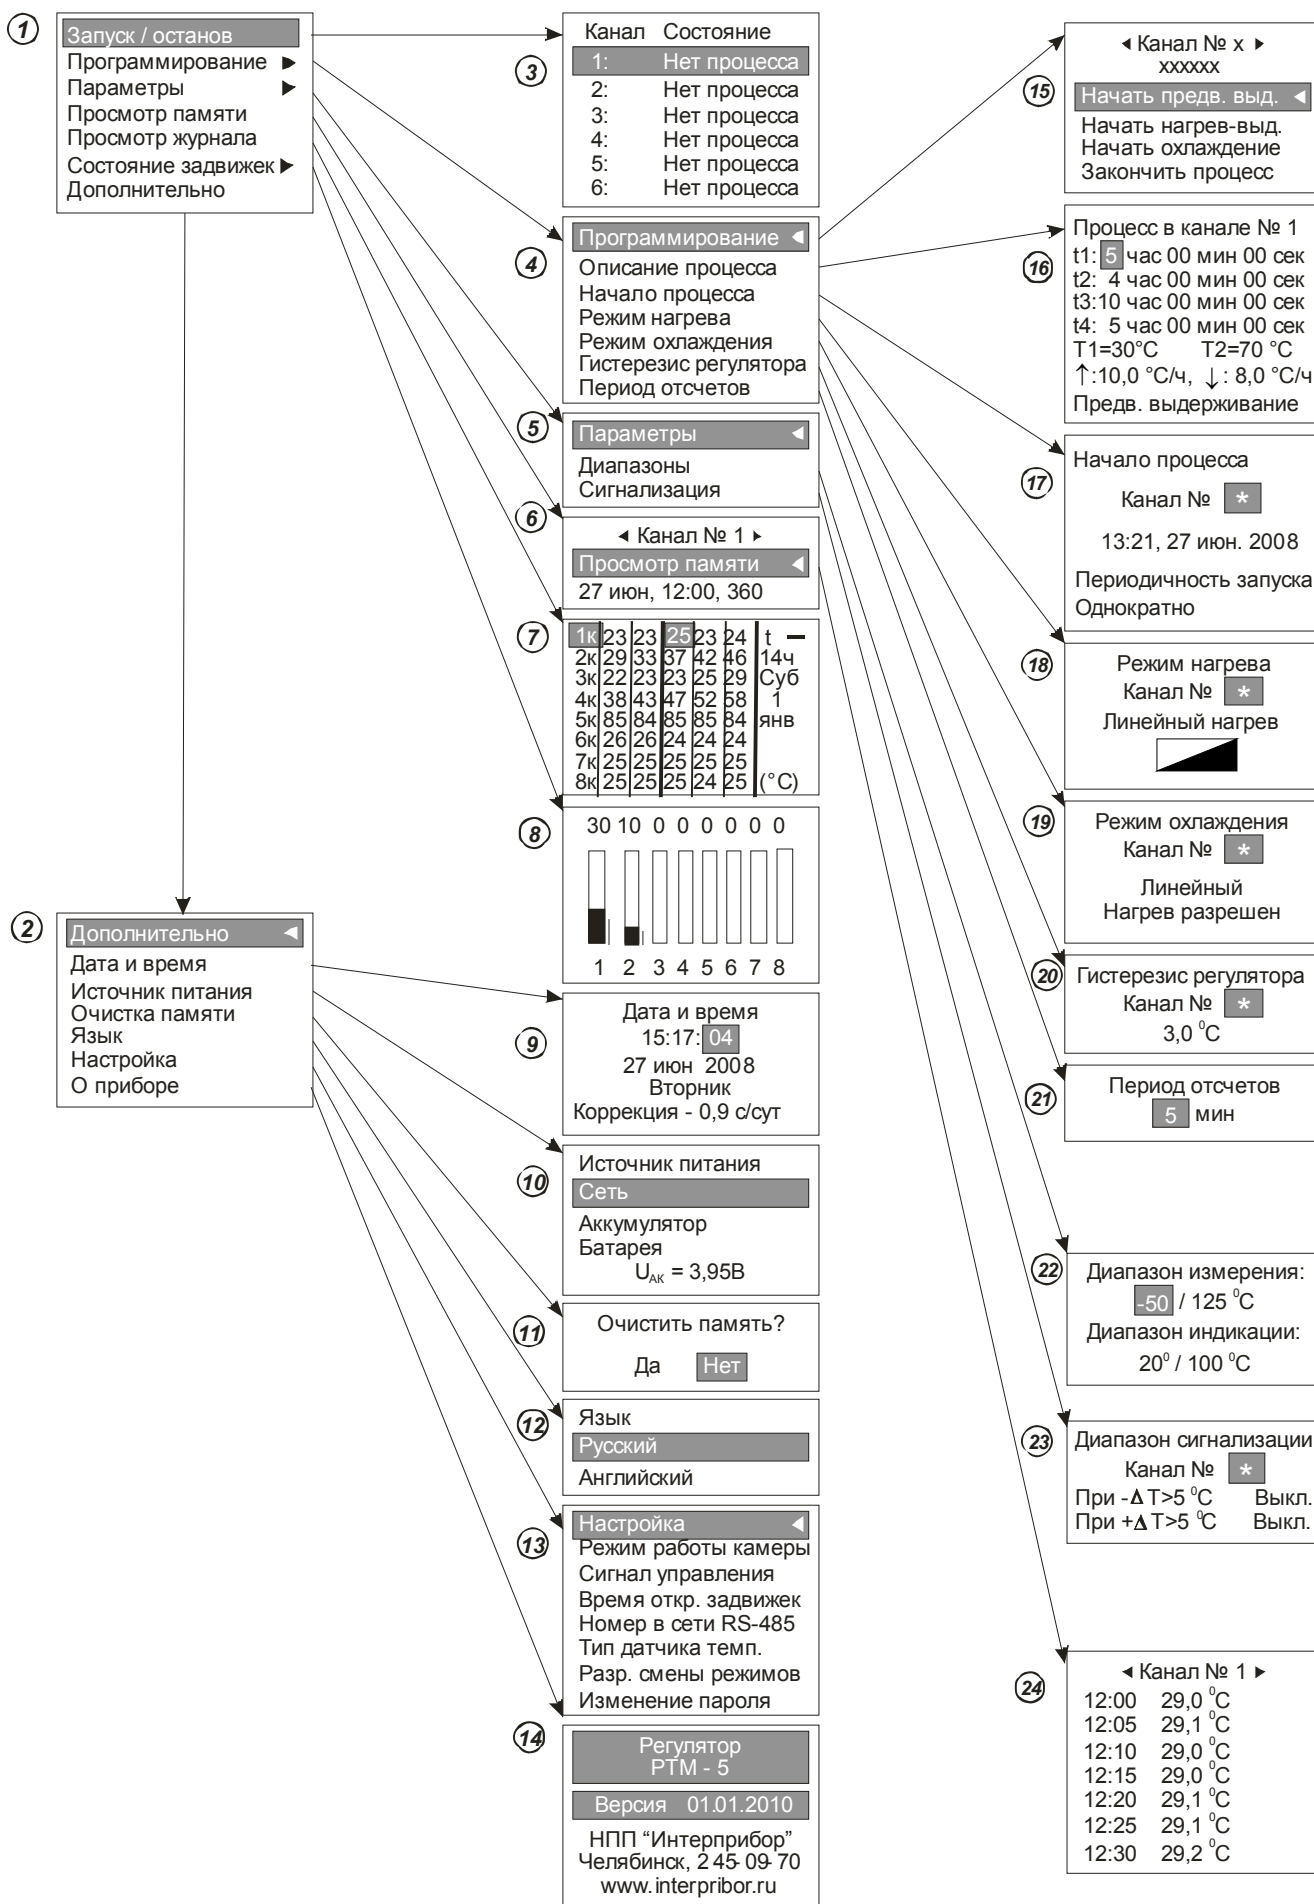 1
Запуск / останов
Программирование ▶
Параметры ▶
Просмотр памяти
Просмотр журнала
Состояние задвижек ▶
Дополнительно
2
Дополнительно ◀
Дата и время
Источник питания
Очистка памяти
Язык
Настройка
О приборе
3
Канал Состояние
1: Нет процесса
2: Нет процесса
3: Нет процесса
4: Нет процесса
5: Нет процесса
6: Нет процесса
4
Программирование ◀
Описание процесса
Начало процесса
Режим нагрева
Режим охлаждения
Гистерезис регулятора
Период отсчетов
5
Параметры ◀
Диапазоны
Сигнализация
6
◀ Канал № 1 ▶
Просмотр памяти ◀
27 июн, 12:00, 360
7
1к 23 23 25 23 24 t –
2к 29 33 37 42 46 14ч
3к 22 23 23 25 29 Суб
4к 38 43 47 52 58 1
5к 85 84 85 85 84 янв
6к 26 26 24 24 24
7к 25 25 25 25 25
8к 25 25 25 24 25 (°C)
8
30 10 0 0 0 0 0 0
1 2 3 4 5 6 7 8
9
Дата и время
15:17: 04
27 июн 2008
Вторник
Коррекция - 0,9 с/сут
10
Источник питания
Сеть
Аккумулятор
Батарея
UАК = 3,95В
11
Очистить память?
Да Нет
12
Язык
Русский
Английский
13
Настройка ◀
Режим работы камеры
Сигнал управления
Время откр. задвижек
Номер в сети RS-485
Тип датчика темп.
Разр. смены режимов
Изменение пароля
14
Регулятор
РТМ - 5
Версия 01.01.2010
НПП “Интерприбор”
Челябинск, 2 45- 09- 70
www.interpribor.ru
15
◀ Канал № х ▶
хххххх
Начать предв. выд. ◀
Начать нагрев-выд.
Начать охлаждение
Закончить процесс
16
Процесс в канале № 1
t1: 5 час 00 мин 00 сек
t2: 4 час 00 мин 00 сек
t3:10 час 00 мин 00 сек
t4: 5 час 00 мин 00 сек
T1=30°C T2=70 °C
↑:10,0 °C/ч, ↓: 8,0 °C/ч
Предв. выдерживание
17
Начало процесса
Канал № *
13:21, 27 июн. 2008
Периодичность запуска
Однократно
18
Режим нагрева
Канал № *
Линейный нагрев
19
Режим охлаждения
Канал № *
Линейный
Нагрев разрешен
20
Гистерезис регулятора
Канал № *
3,0 ⁰C
21
Период отсчетов
5 мин
22
Диапазон измерения:
-50 / 125 ⁰C
Диапазон индикации:
20⁰ / 100 ⁰C
23
Диапазон сигнализации
Канал № *
При -Δ T>5 ⁰C Выкл.
При +Δ T>5 ⁰C Выкл.
24
◀ Канал № 1 ▶
12:00 29,0 ⁰C
12:05 29,1 ⁰C
12:10 29,0 ⁰C
12:15 29,0 ⁰C
12:20 29,1 ⁰C
12:25 29,1 ⁰C
12:30 29,2 ⁰C